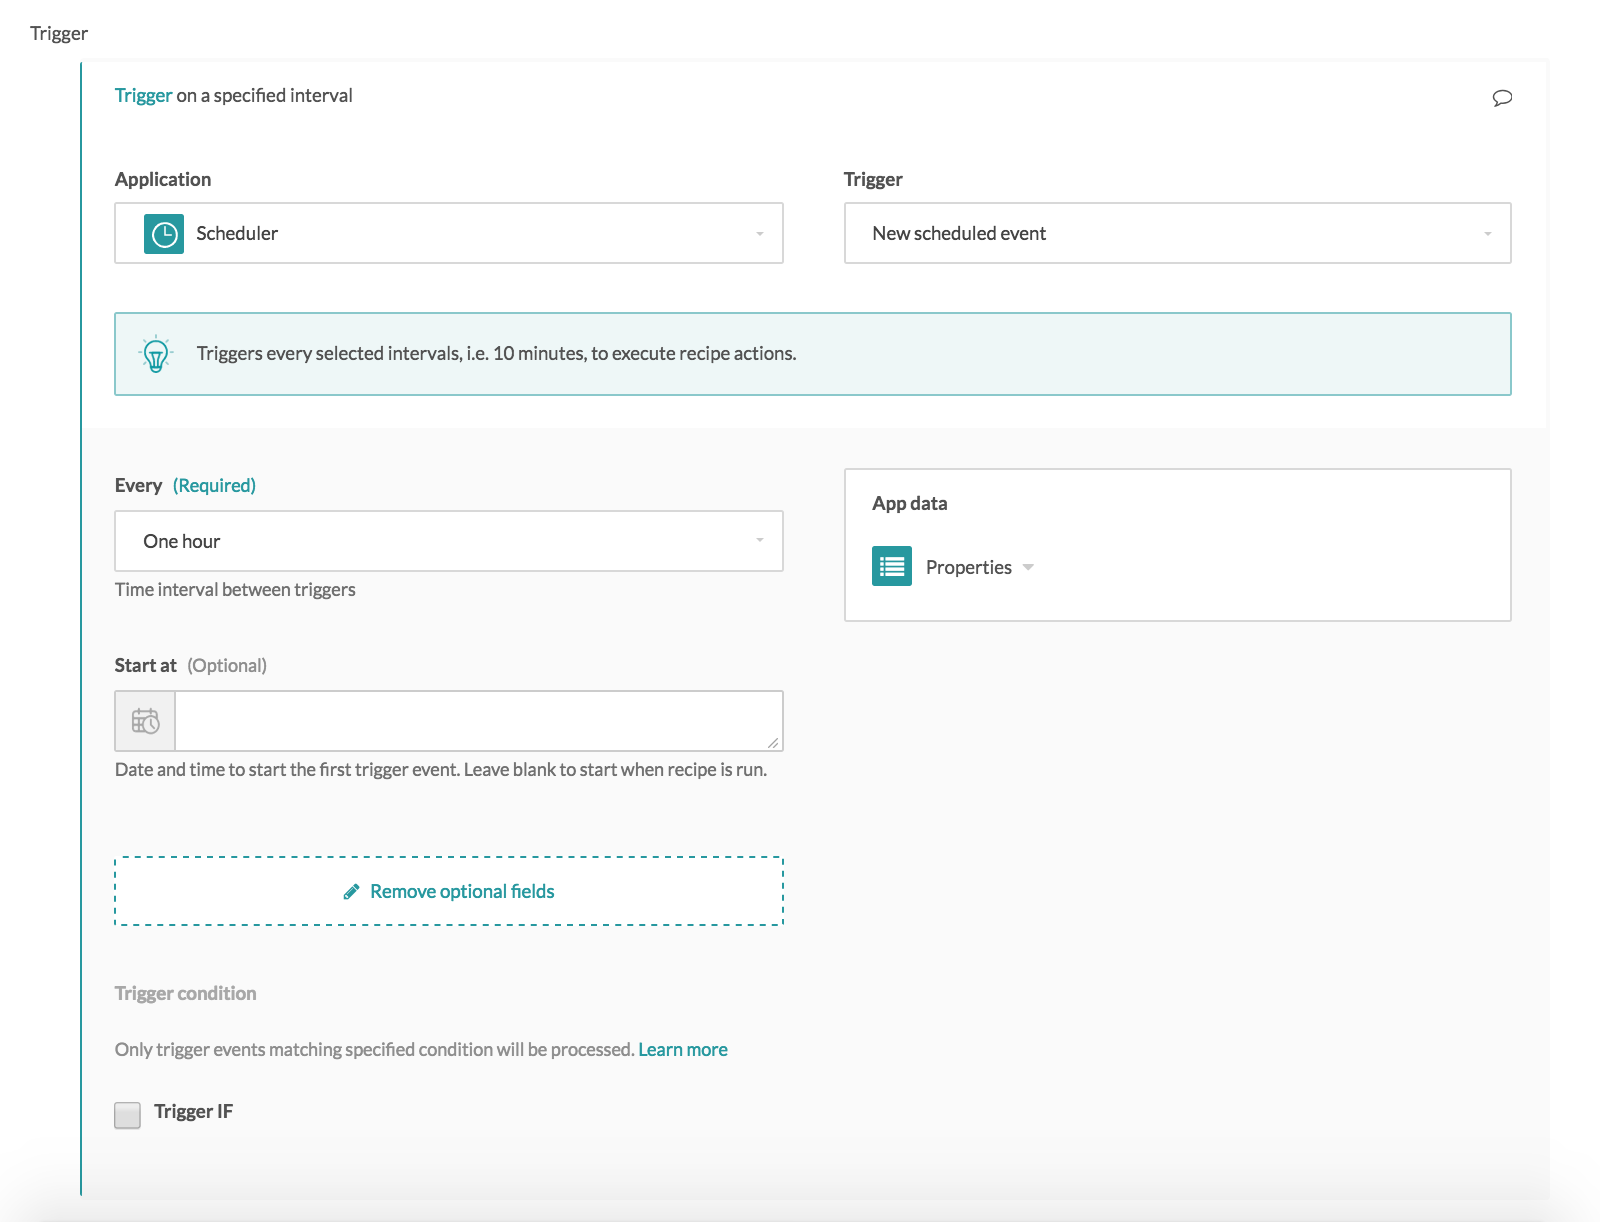 Trigger
Trigger on a specified interval
Application
Trigger
Scheduler
New scheduled event
Triggers every selected intervals, i.e. 10 minutes, to execute recipe actions.
Every (Required)
One hour
Time interval between triggers
App data
Properties
Start at (Optional)
Date and time to start the first trigger event. Leave blank to start when recipe is run.
Remove optional fields
Trigger condition
Only trigger events matching specified condition will be processed. Learn more
Trigger IF